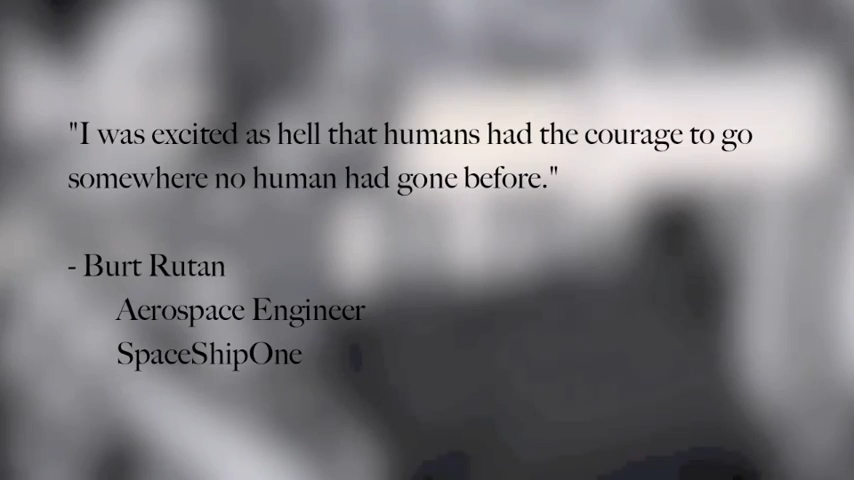 "I was excited as hell that humans had the courage to go
somewhere no human had gone before."
- Burt Rutan
Aerospace Engineer
SpaceShipOne